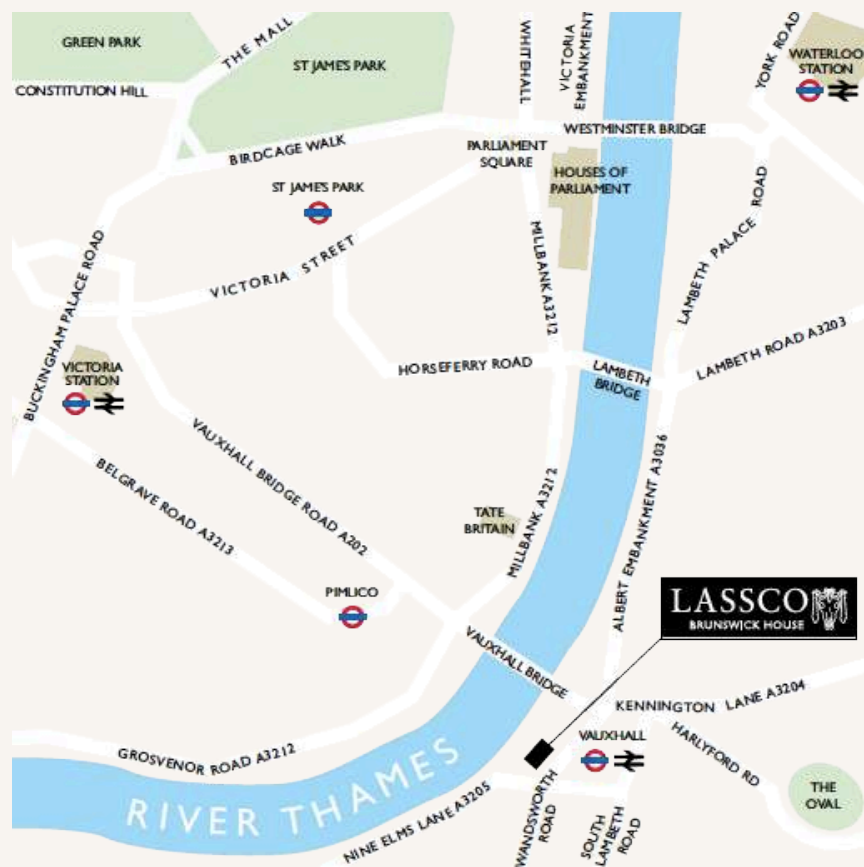 GREEN PARK
THE MALL
ST JAME'S PARK
WHITEHALL
VICTORIA
EMBANKMENT
YORK ROAD
WATERLOO
STATION
CONSTITUTION HILL
BIRDCAGE WALK
WESTMINSTER BRIDGE
PARLIAMENT
SQUARE
HOUSES OF
PARLIAMENT
ST JAME'S PARK
LAMBETH PALACE ROAD
VICTORIA STREET
MILLBANK A3212
BUCKINGHAM PALACE ROAD
VICTORIA
STATION
HORSEFERRY ROAD
LAMBETH
BRIDGE
LAMBETH ROAD A3203
VAUXHALL BRIDGE ROAD A202
BELGRAVE ROAD A3213
TATE
BRITAIN
MILLBANK A3212
ALBERT EMBANKMENT A3036
PIMLICO
LASSCO
BRUNSWICK HOUSE
VAUXHALL BRIDGE
KENNINGTON LANE A3204
GROSVENOR ROAD A3212
VAUXHALL
HARLYFORD RD
THE
OVAL
RIVER THAMES
NINE ELMS LANE A3205
WANDSWORTH
ROAD
SOUTH
LAMBETH
ROAD